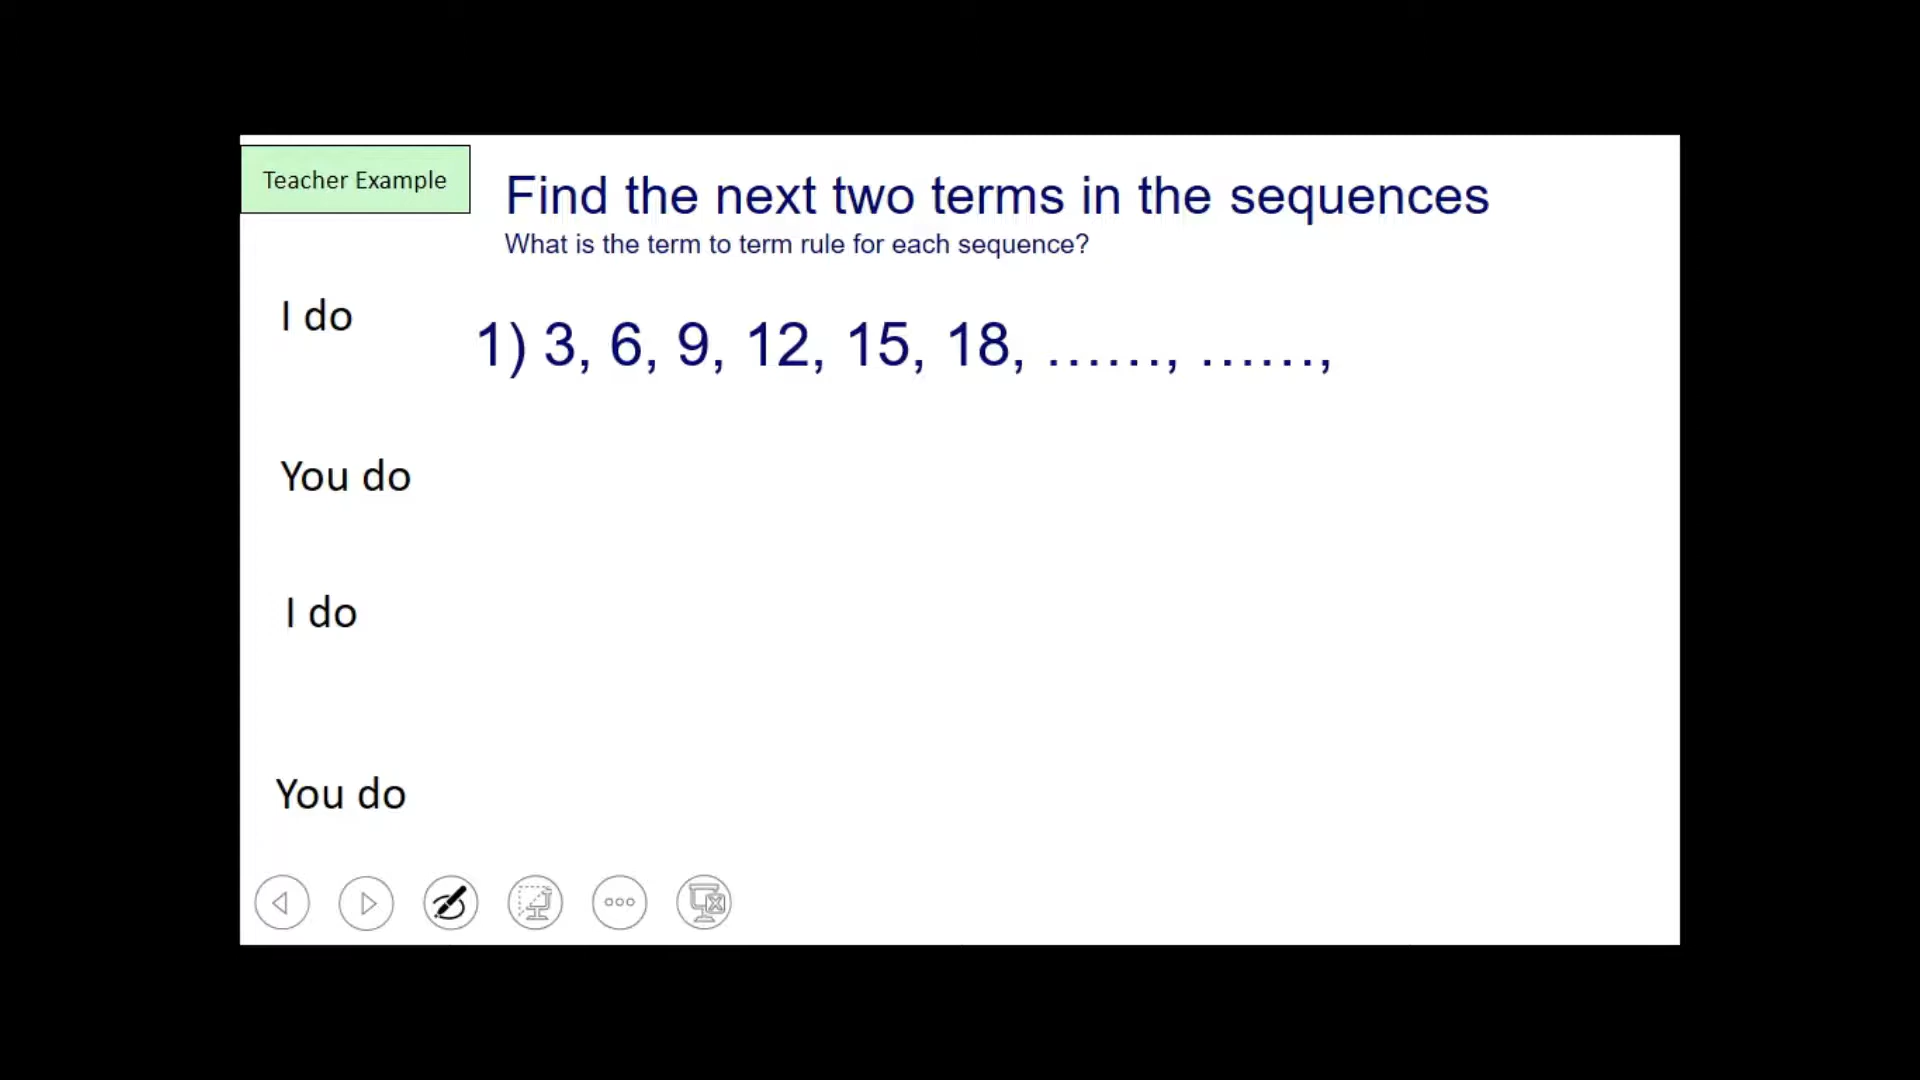 Teacher Example
Find the next two terms in the sequences
What is the term to term rule for each sequence?
I do
1) 3, 6, 9, 12, 15, 18, ……, ……,
You do
I do
You do